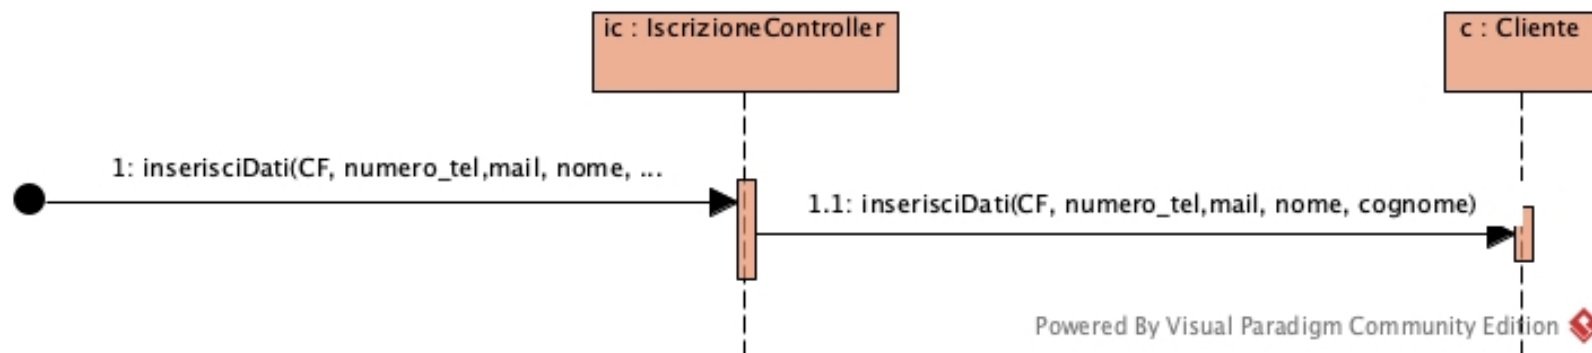 ic : IscrizioneController
c : Cliente
1: inserisciDati(CF, numero_tel,mail, nome, ...
1.1: inserisciDati(CF, numero_tel,mail, nome, cognome)
Powered By Visual Paradigm Community Edition